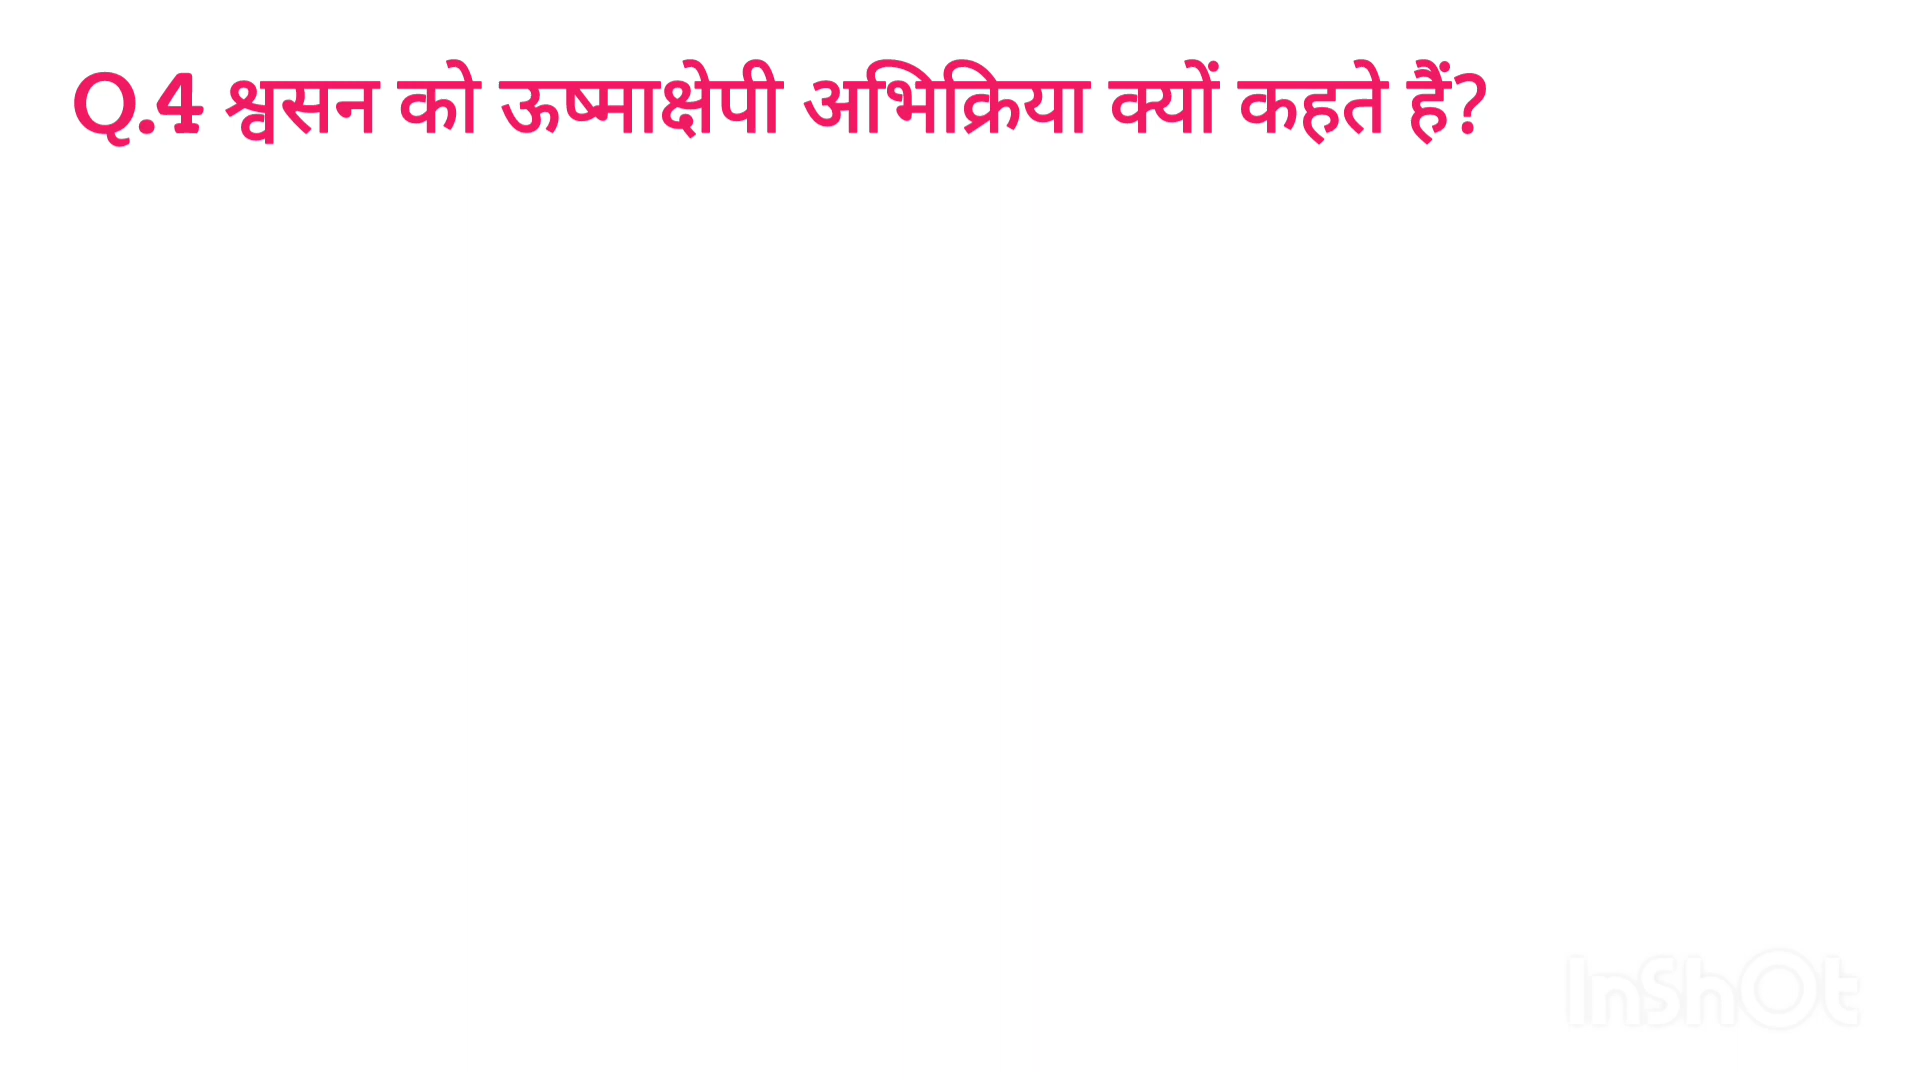 Q.4 श्वसन को ऊष्माक्षेपी अभिक्रिया क्यों कहते हैं?
InShOt